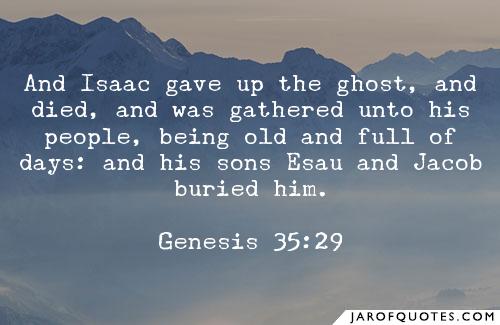 And Isaac gave up the ghost, and
died, and was gathered unto his
people, being old and full of
days: and his sons Esau and Jacob
buried him.
Genesis 35:29
JAROFQUOTES.COM